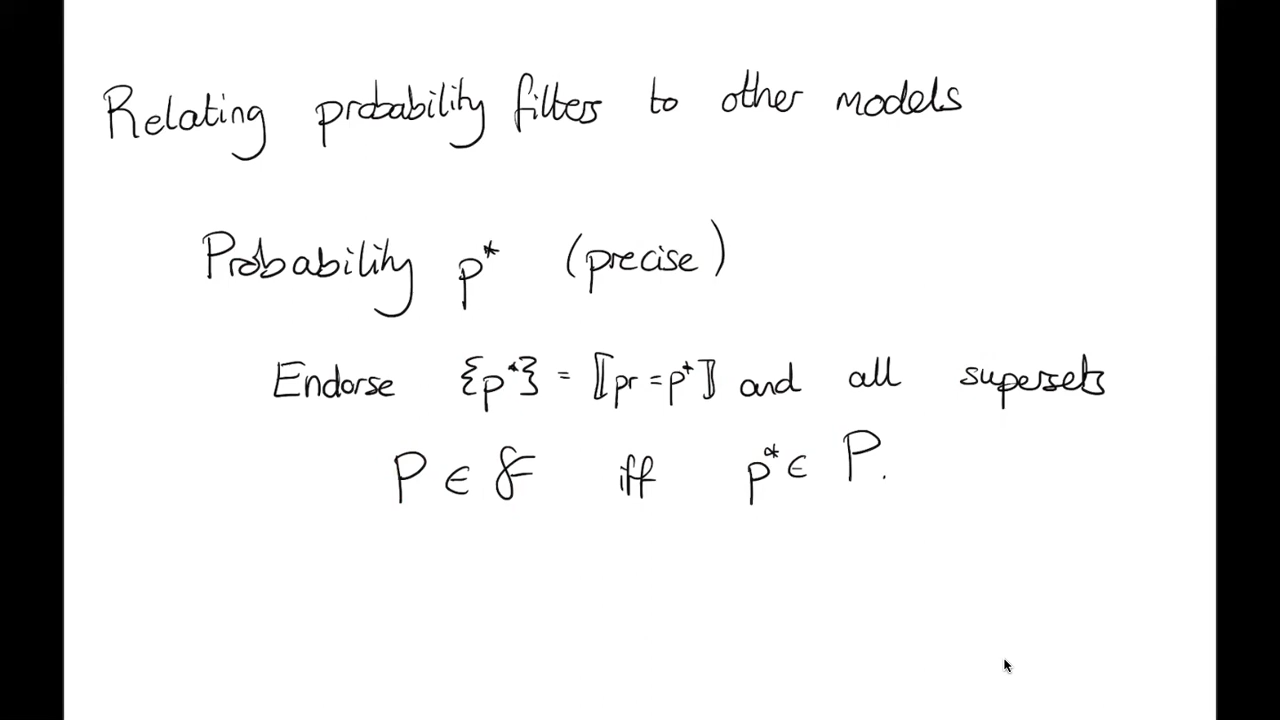 Relating probability filters to other models
Probability p* (precise)
Endorse {p*} = ⟦pr = p*⟧ and all supersets
P ∈ ℱ iff p* ∈ P.